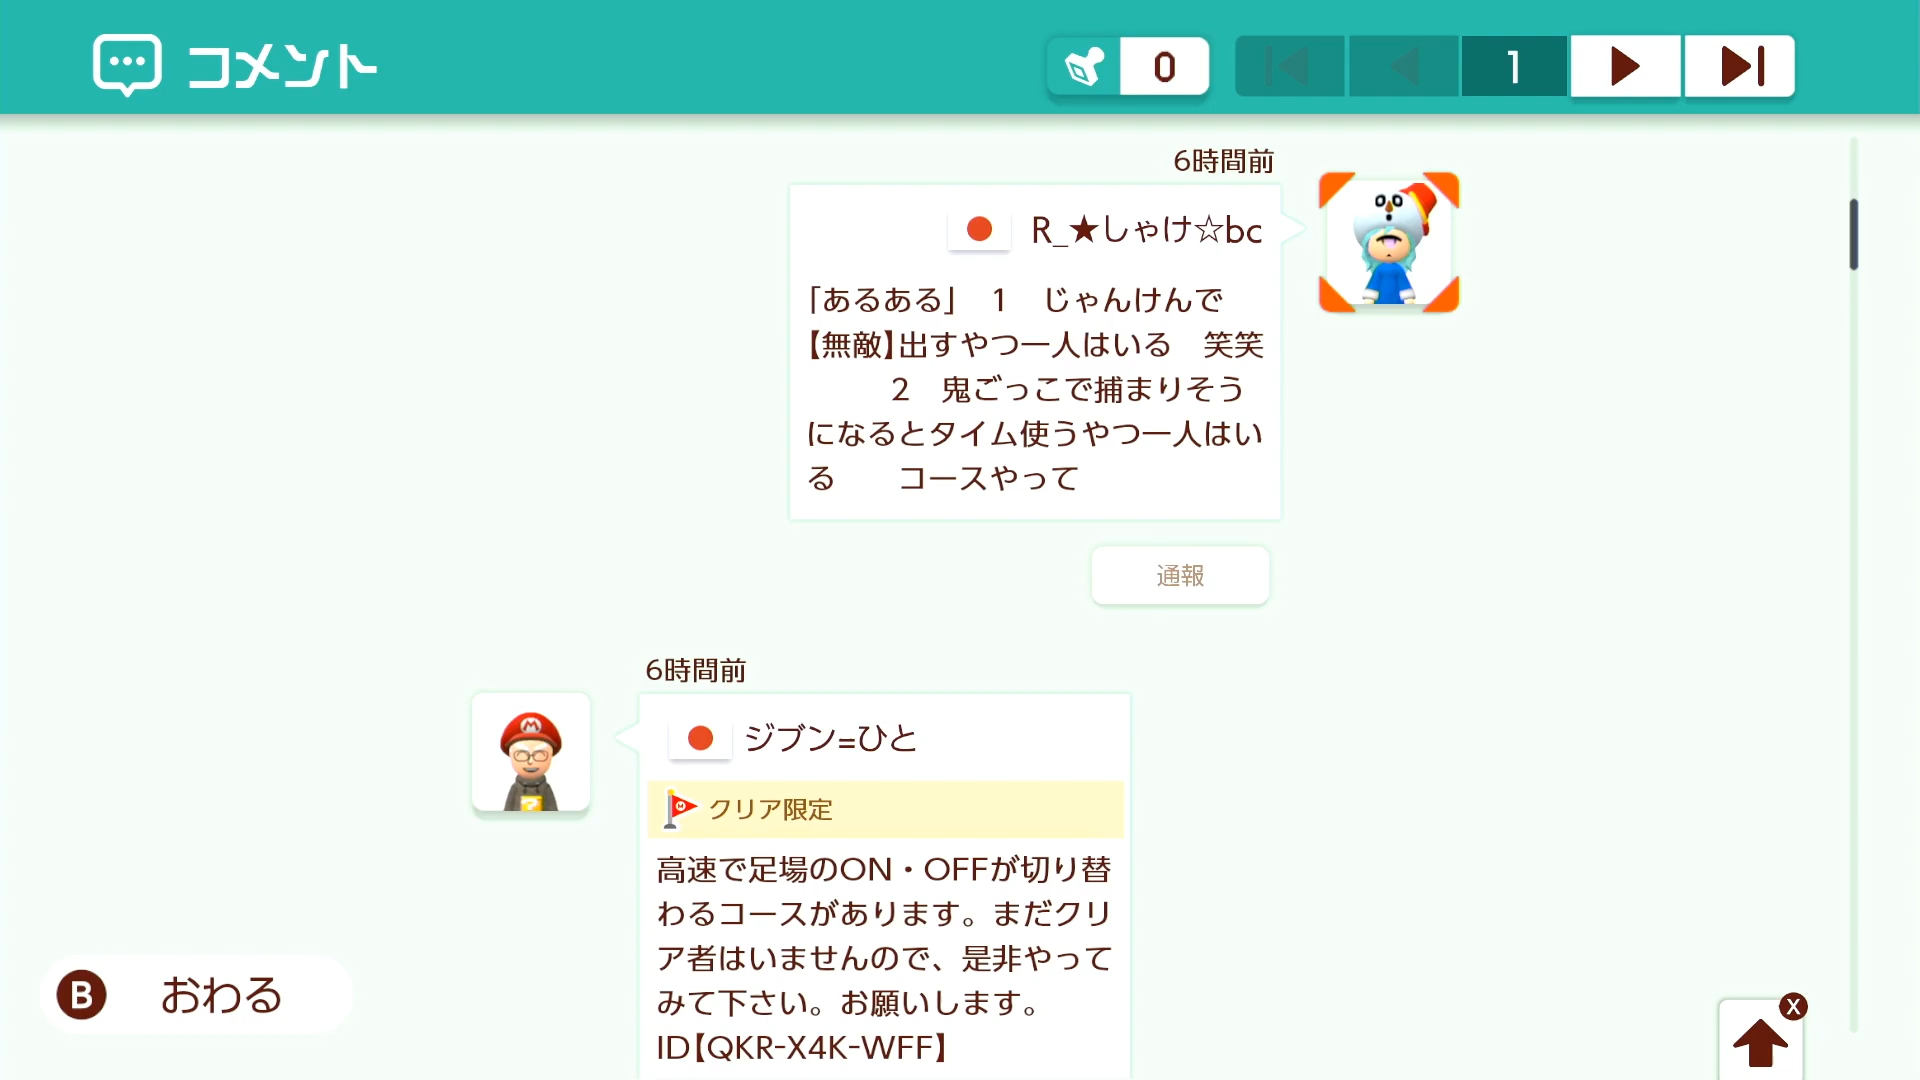 コメント
0
1
6時間前
R_★しゃけ☆bc
「あるある」　1　じゃんけんで
【無敵】出すやつ一人はいる　笑笑
2　鬼ごっこで捕まりそう
になるとタイム使うやつ一人はい
る　　コースやって
通報
6時間前
ジブン=ひと
M
クリア限定
高速で足場のON・OFFが切り替
わるコースがあります。まだクリ
ア者はいませんので、是非やって
みて下さい。お願いします。
ID【QKR-X4K-WFF】
B おわる
X